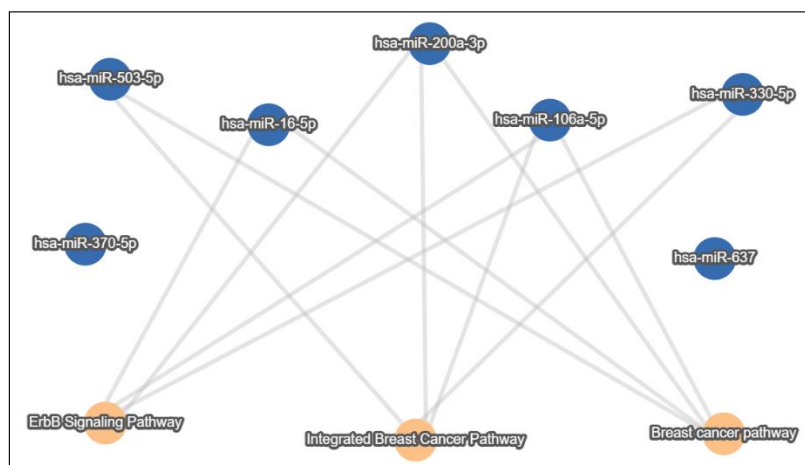 hsa-miR-200a-3p
hsa-miR-503-5p
hsa-miR-330-5p
hsa-miR-16-5p
hsa-miR-106a-5p
hsa-miR-370-5p
hsa-miR-637
ErbB Signaling Pathway
Integrated Breast Cancer Pathway
Breast cancer pathway